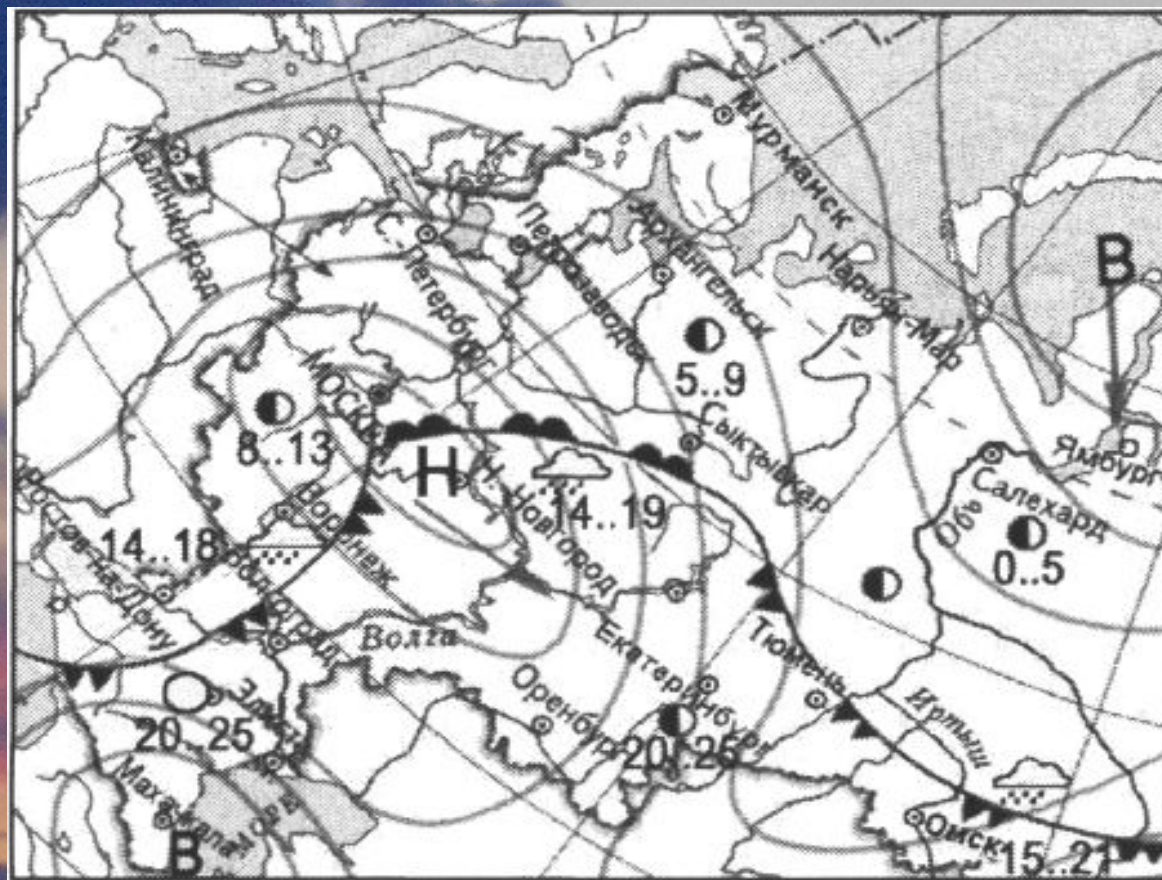 Мурманск
Калининград
С.-Петербург
Петрозаводск
Архангельск
Нарьян-Мар
В
5..9
МОСКВА
8..13
Н
Сыктывкар
Ямбург
Салехард
Обь
0..5
Н. Новгород
14..19
14..18
Воронеж
Ростов-на-Дону
Волга
Екатеринбург
Тюмень
Оренбург
Иртыш
20..25
20..25
Махачкала
МОРЕ
В
Омск
15..21